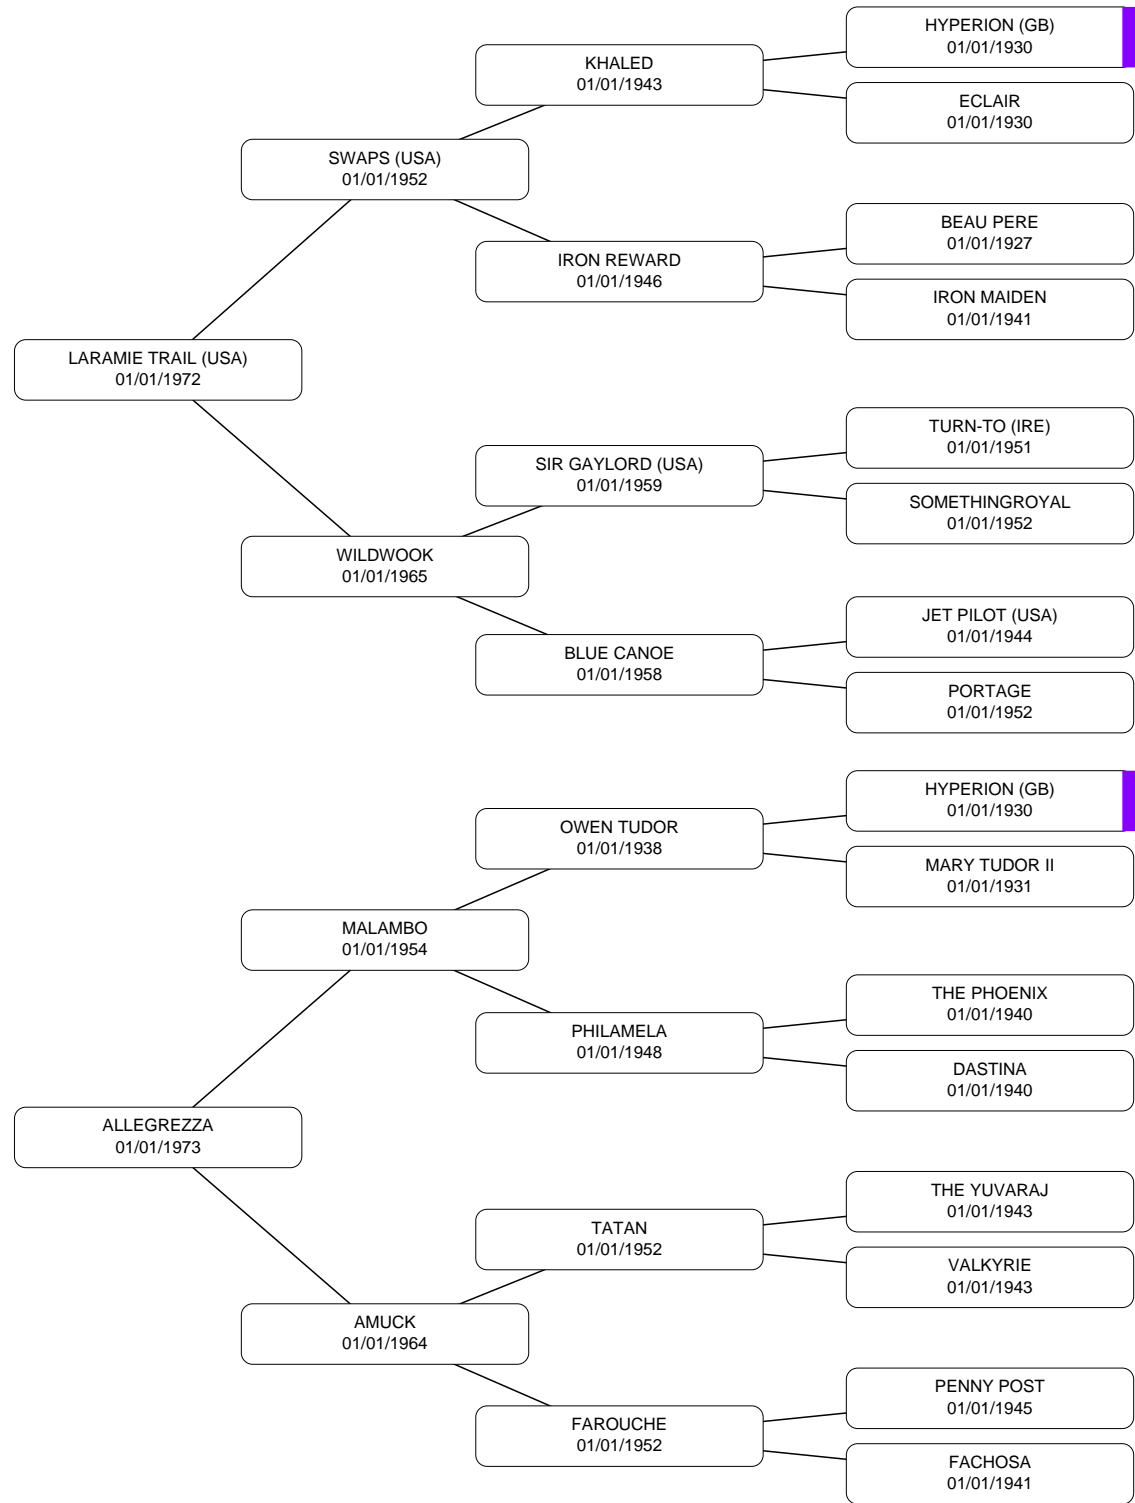 HYPERION (GB)
01/01/1930
KHALED
01/01/1943
ECLAIR
01/01/1930
SWAPS (USA)
01/01/1952
BEAU PERE
01/01/1927
IRON REWARD
01/01/1946
IRON MAIDEN
01/01/1941
LARAMIE TRAIL (USA)
01/01/1972
TURN-TO (IRE)
01/01/1951
SIR GAYLORD (USA)
01/01/1959
SOMETHINGROYAL
01/01/1952
WILDWOOK
01/01/1965
JET PILOT (USA)
01/01/1944
BLUE CANOE
01/01/1958
PORTAGE
01/01/1952
HYPERION (GB)
01/01/1930
OWEN TUDOR
01/01/1938
MARY TUDOR II
01/01/1931
MALAMBO
01/01/1954
THE PHOENIX
01/01/1940
PHILAMELA
01/01/1948
DASTINA
01/01/1940
ALLEGREZZA
01/01/1973
THE YUVARAJ
01/01/1943
TATAN
01/01/1952
VALKYRIE
01/01/1943
AMUCK
01/01/1964
PENNY POST
01/01/1945
FAROUCHE
01/01/1952
FACHOSA
01/01/1941